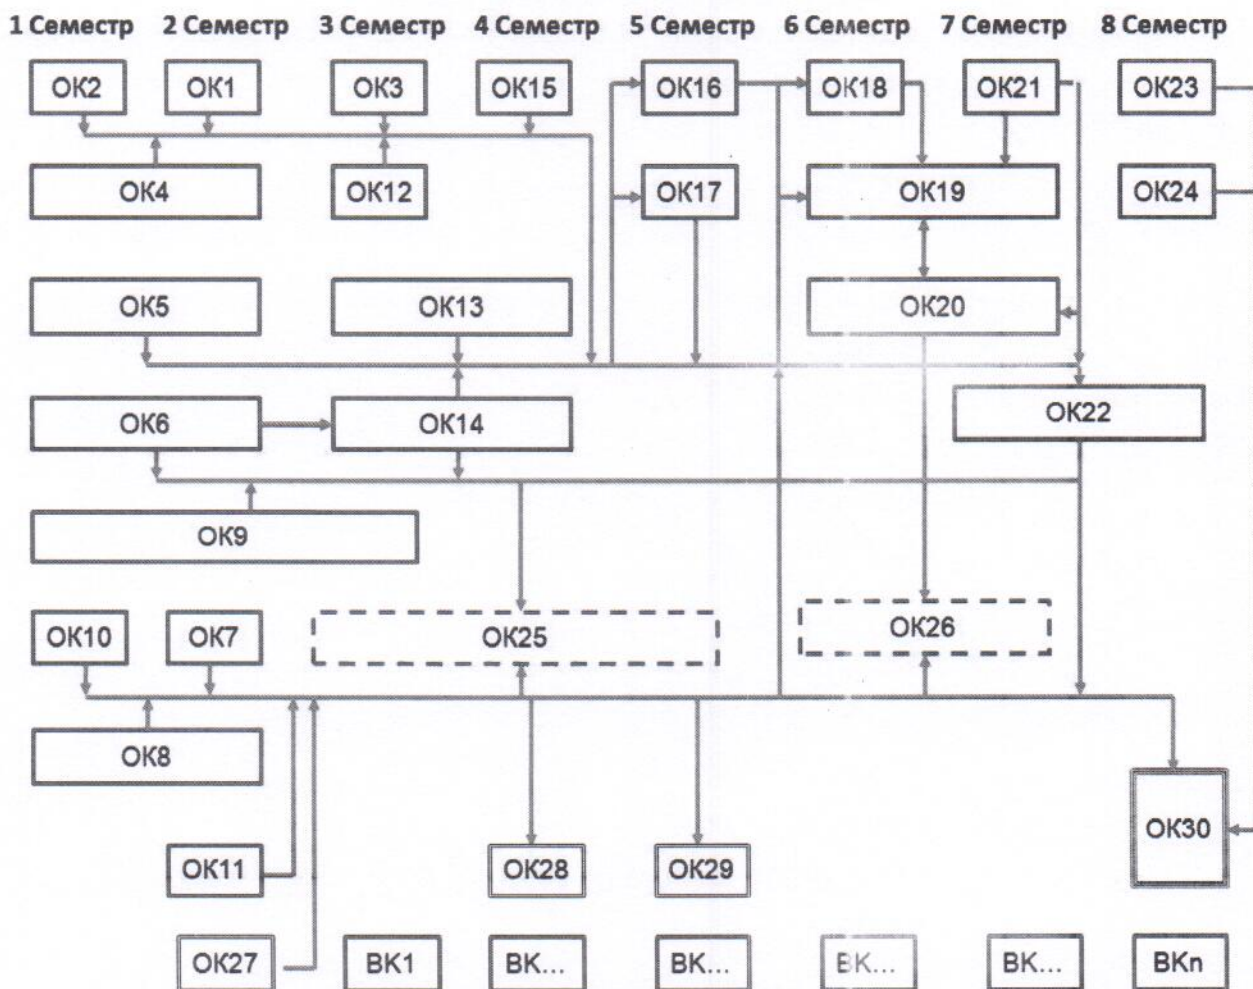 1 Семестр 2 Семестр 3 Семестр 4 Семестр 5 Семестр 6 Семестр 7 Семестр 8 Семестр
ОК2 ОК1 ОК3 ОК15 ОК16 ОК18 ОК21 ОК23
ОК4 ОК12 ОК17 ОК19 ОК24
ОК5 ОК13 ОК20
ОК6 ОК14 ОК22
ОК9
ОК10 ОК7 ОК25 ОК26
ОК8
ОК30
ОК11 ОК28 ОК29
ОК27 ВК1 ВК... ВК... ВК... ВК... ВКn